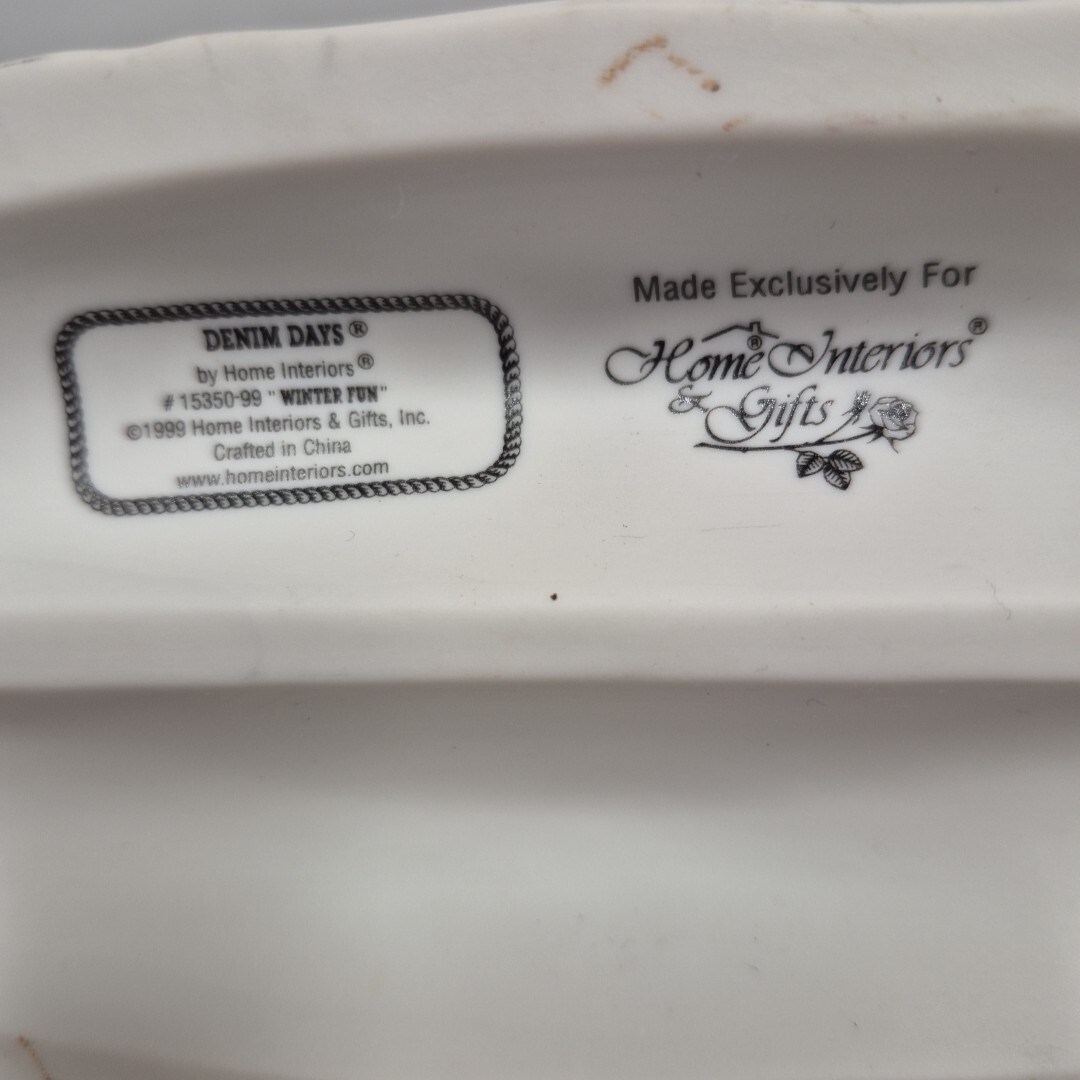 DENIM DAYS®
by Home Interiors®
# 15350-99 "WINTER FUN"
©1999 Home Interiors & Gifts, Inc.
Crafted in China
www.homeinteriors.com
Made Exclusively For
Home® Interiors®
& Gifts